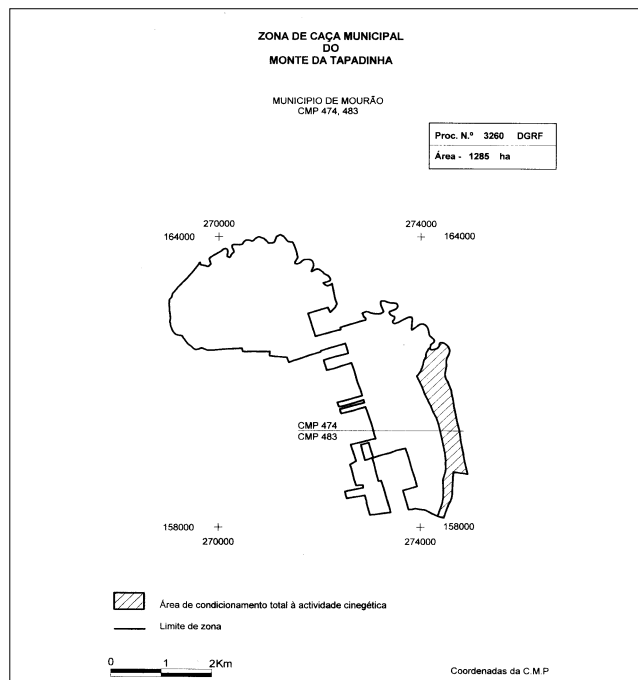 ZONA DE CAÇA MUNICIPAL
DO
MONTE DA TAPADINHA
MUNICIPIO DE MOURÃO
CMP 474, 483
Proc. N.º 3260 DGRF
Área - 1285 ha
270000 274000
164000 164000
CMP 474
CMP 483
158000 158000
270000 274000
Área de condicionamento total à actividade cinegética
Limite de zona
0 1 2Km
Coordenadas da C.M.P